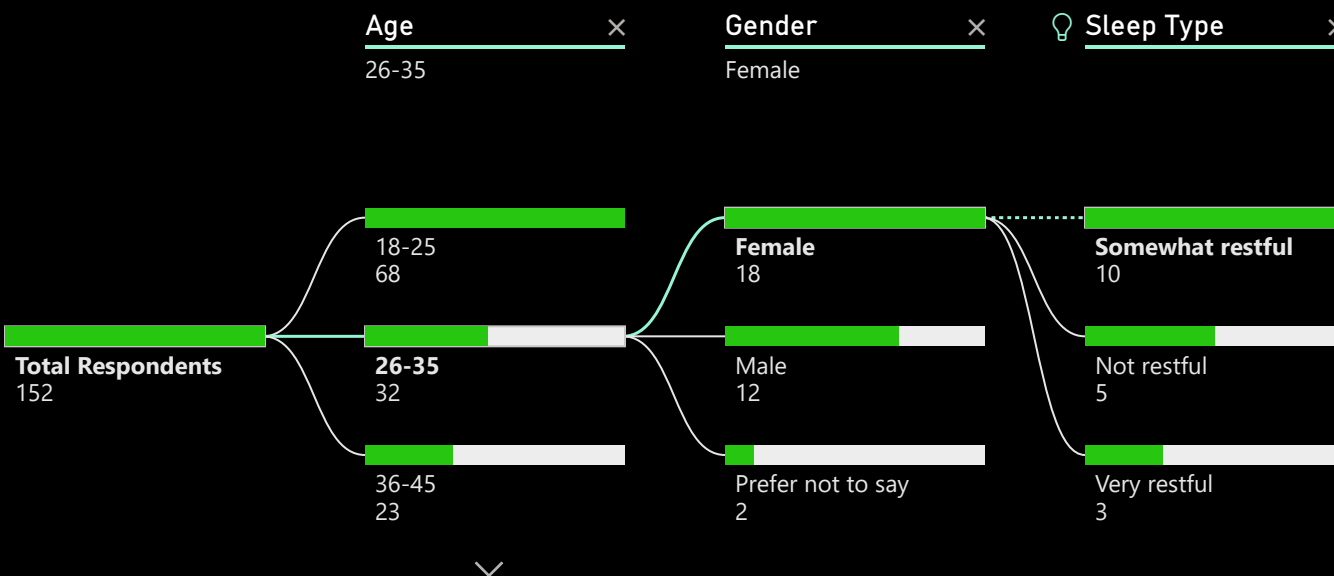 Age
Gender
Sleep Type
26-35
Female
18-25
68
Female
18
Somewhat restful
10
Total Respondents
152
26-35
32
Male
12
Not restful
5
36-45
23
Prefer not to say
2
Very restful
3